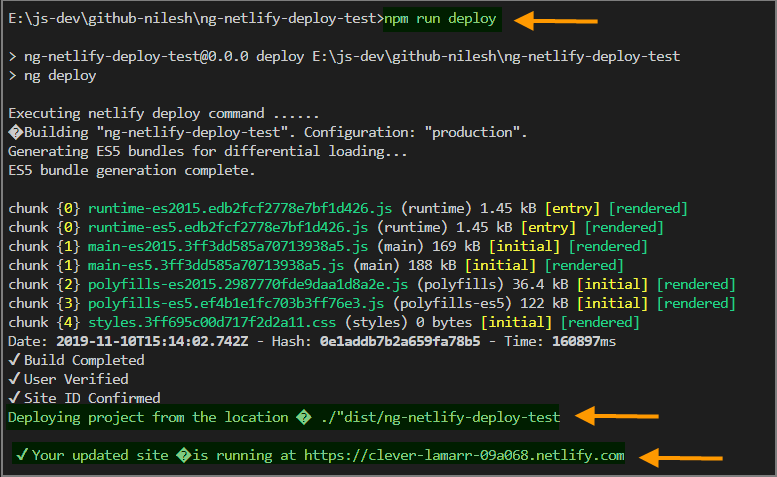 E:\js-dev\github-nilesh\ng-netlify-deploy-test>npm run deploy
> ng-netlify-deploy-test@0.0.0 deploy E:\js-dev\github-nilesh\ng-netlify-deploy-test
> ng deploy
Executing netlify deploy command ......
�Building "ng-netlify-deploy-test". Configuration: "production".
Generating ES5 bundles for differential loading...
ES5 bundle generation complete.
chunk {0} runtime-es2015.edb2fcf2778e7bf1d426.js (runtime) 1.45 kB [entry] [rendered]
chunk {0} runtime-es5.edb2fcf2778e7bf1d426.js (runtime) 1.45 kB [entry] [rendered]
chunk {1} main-es2015.3ff3dd585a70713938a5.js (main) 169 kB [initial] [rendered]
chunk {1} main-es5.3ff3dd585a70713938a5.js (main) 188 kB [initial] [rendered]
chunk {2} polyfills-es2015.2987770fde9daa1d8a2e.js (polyfills) 36.4 kB [initial] [rendered]
chunk {3} polyfills-es5.ef4b1e1fc703b3ff76e3.js (polyfills-es5) 122 kB [initial] [rendered]
chunk {4} styles.3ff695c00d717f2d2a11.css (styles) 0 bytes [initial] [rendered]
Date: 2019-11-10T15:14:02.742Z - Hash: 0e1addb7b2a659fa78b5 - Time: 160897ms
✓Build Completed
✓User Verified
✓Site ID Confirmed
Deploying project from the location � ./"dist/ng-netlify-deploy-test
✓Your updated site �is running at https://clever-lamarr-09a068.netlify.com